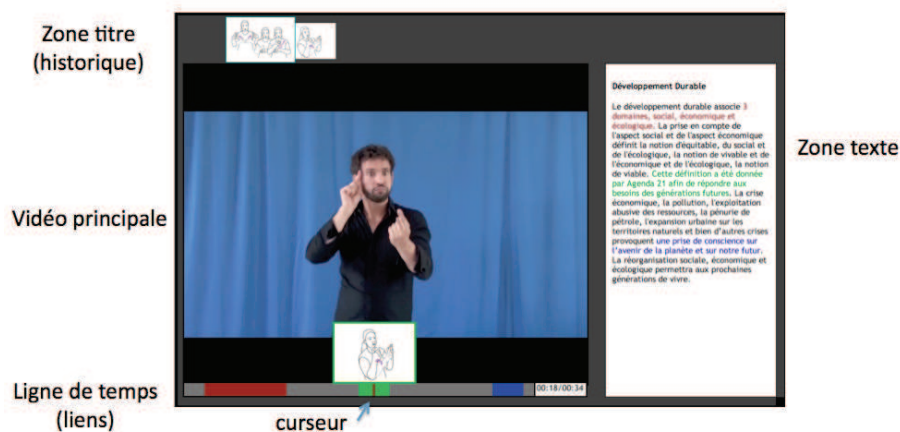 Zone titre
(historique)
Développement Durable
Le développement durable associe 3
domaines, social, économique et
écologique. La prise en compte de
l'aspect social et de l'aspect économique
définit la notion d'équitable, du social et
de l'écologique, la notion de vivable et de
l'économique et de l'écologique, la notion
de viable. Cette définition a été donnée
par Agenda 21 afin de répondre aux
besoins des générations futures. La crise
économique, la pollution, l'exploitation
abusive des ressources, la pénurie de
pétrole, l'expansion urbaine sur les
territoires naturels et bien d'autres crises
provoquent une prise de conscience sur
l'avenir de la planète et sur notre futur.
La réorganisation sociale, économique et
écologique permettra aux prochaines
générations de vivre.
Zone texte
Vidéo principale
Ligne de temps
(liens)
00:18/00:34
curseur